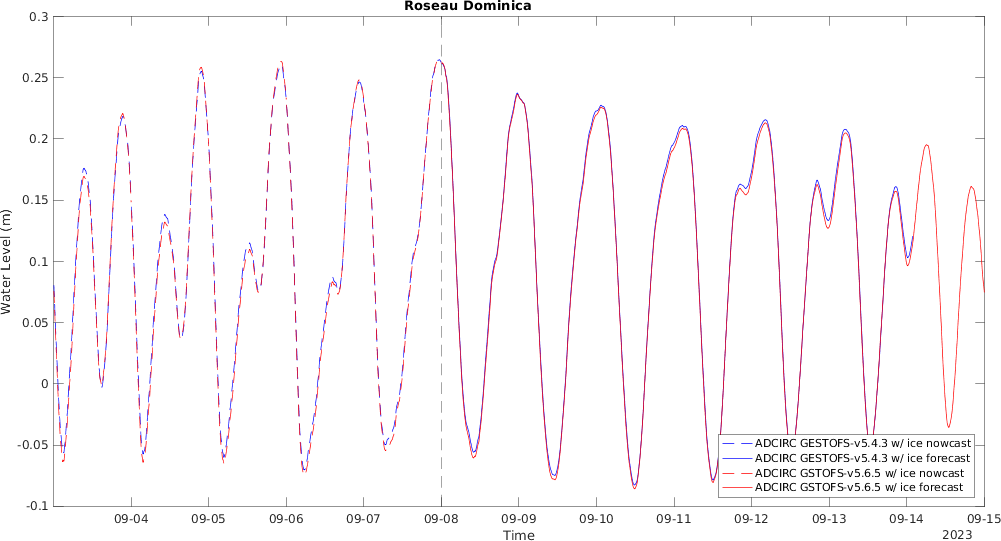 Roseau Dominica
0.3
0.25
0.2
0.15
0.1
0.05
0
-0.05
-0.1
Water Level (m)
ADCIRC GESTOFS-v5.4.3 w/ ice nowcast
ADCIRC GESTOFS-v5.4.3 w/ ice forecast
ADCIRC GSTOFS-v5.6.5 w/ ice nowcast
ADCIRC GSTOFS-v5.6.5 w/ ice forecast
09-04 09-05 09-06 09-07 09-08 09-09 09-10 09-11 09-12 09-13 09-14 09-15
Time
2023